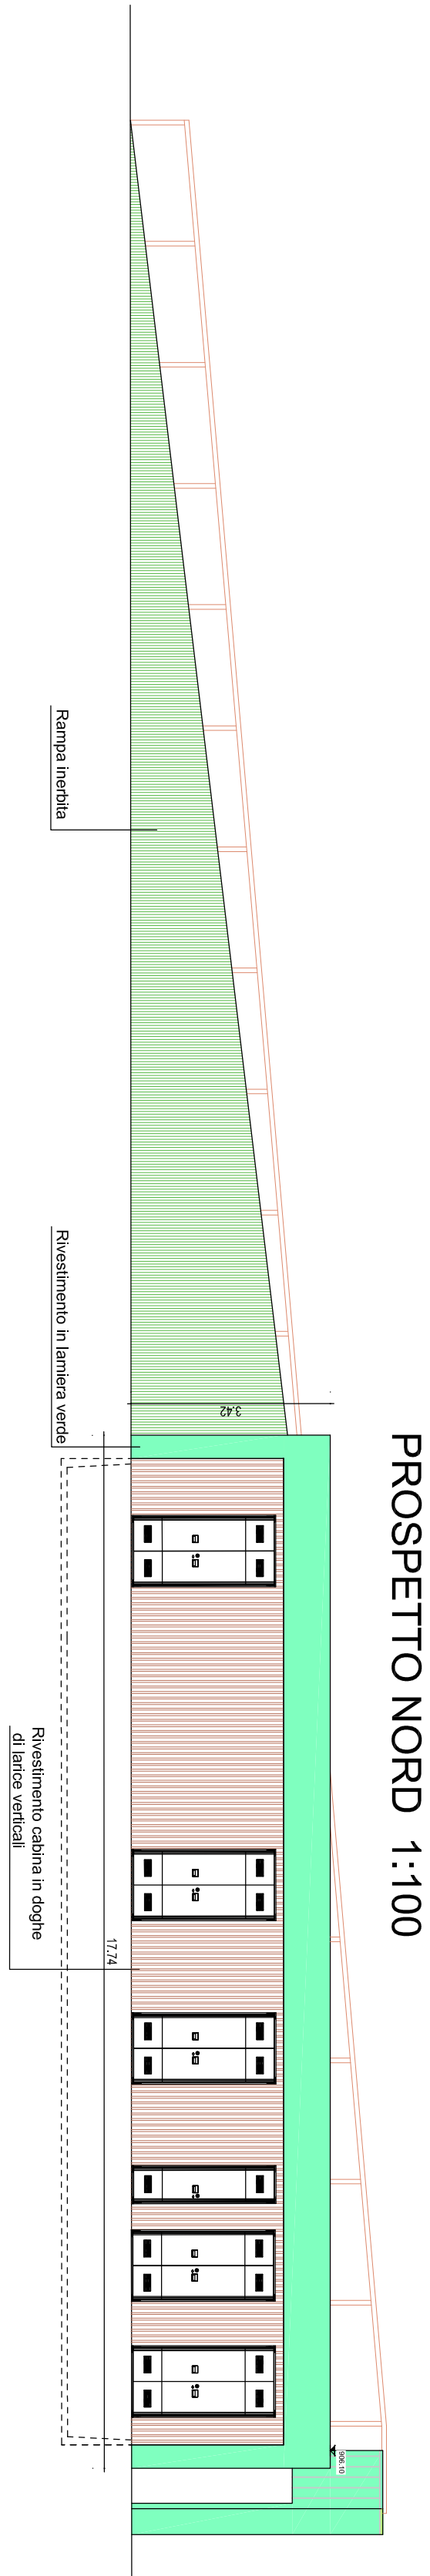 PROSPETTO NORD 1:100
906.10
3.42
Rampa inerbita
Rivestimento in lamiera verde
17.74
Rivestimento cabina in doghe
di larice verticali